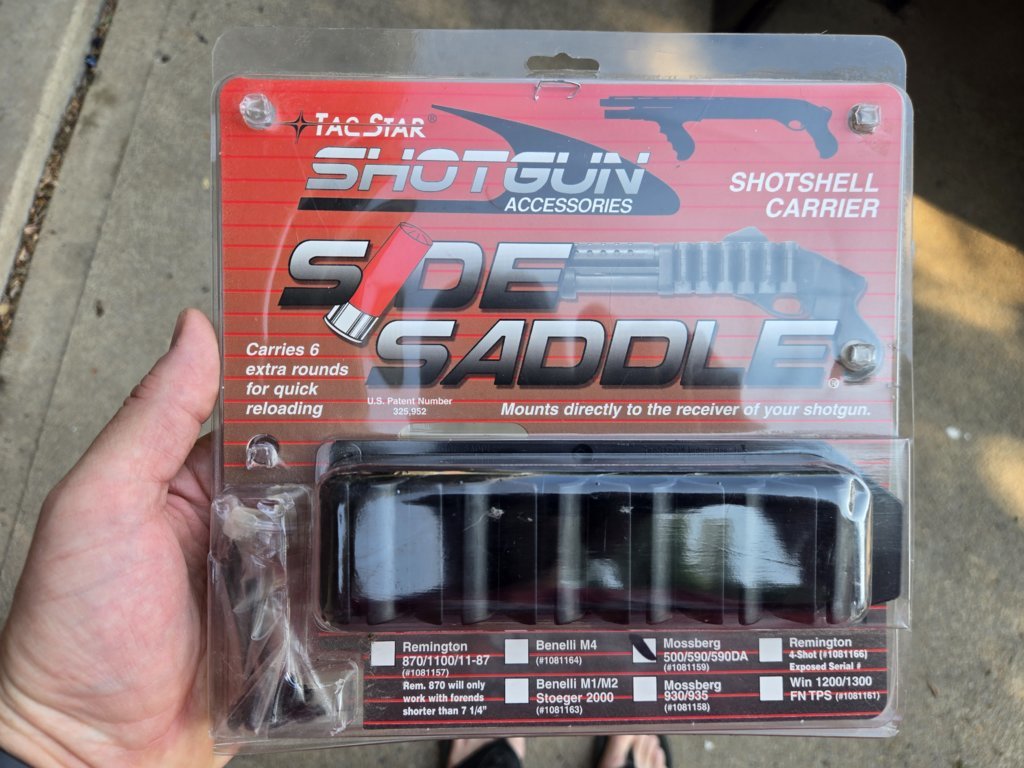 TACSTAR®
SHOTGUN
ACCESSORIES
SHOTSHELL
CARRIER
SIDE
SADDLE®
Carries 6
extra rounds
for quick
reloading
U.S. Patent Number
325,952
Mounts directly to the receiver of your shotgun.
Remington
870/1100/11-87
(#1081157)
Rem. 870 will only
work with forends
shorter than 7 1/4"
Benelli M4
(#1081164)
Benelli M1/M2
Stoeger 2000
(#1081163)
Mossberg
500/590/590DA
(#1081159)
Mossberg
930/935
(#1081158)
Remington
4-Shot (#1081166)
Exposed Serial #
Win 1200/1300
FN TPS (#1081161)